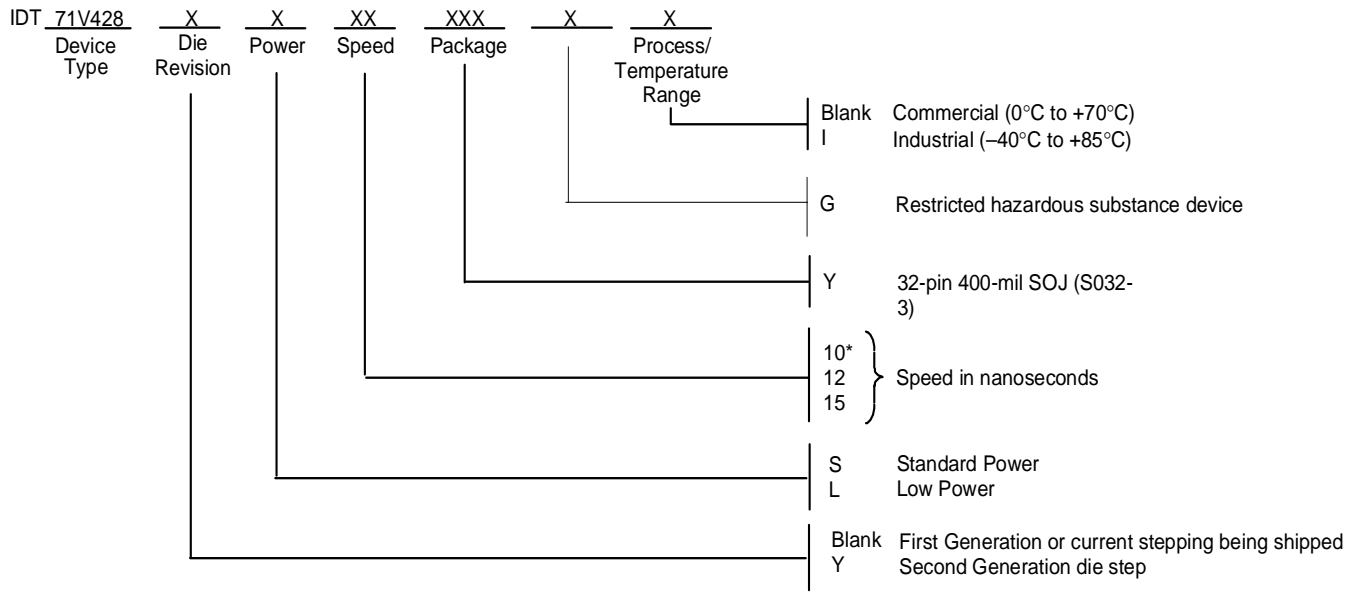 IDT 71V428 X X XX XXX X X
Device Type
Die Revision
Power
Speed
Package
Process/
Temperature
Range
Blank Commercial (0°C to +70°C)
I Industrial (–40°C to +85°C)
G Restricted hazardous substance device
Y 32-pin 400-mil SOJ (S032-
3)
10*
12
15
Speed in nanoseconds
S Standard Power
L Low Power
Blank First Generation or current stepping being shipped
Y Second Generation die step